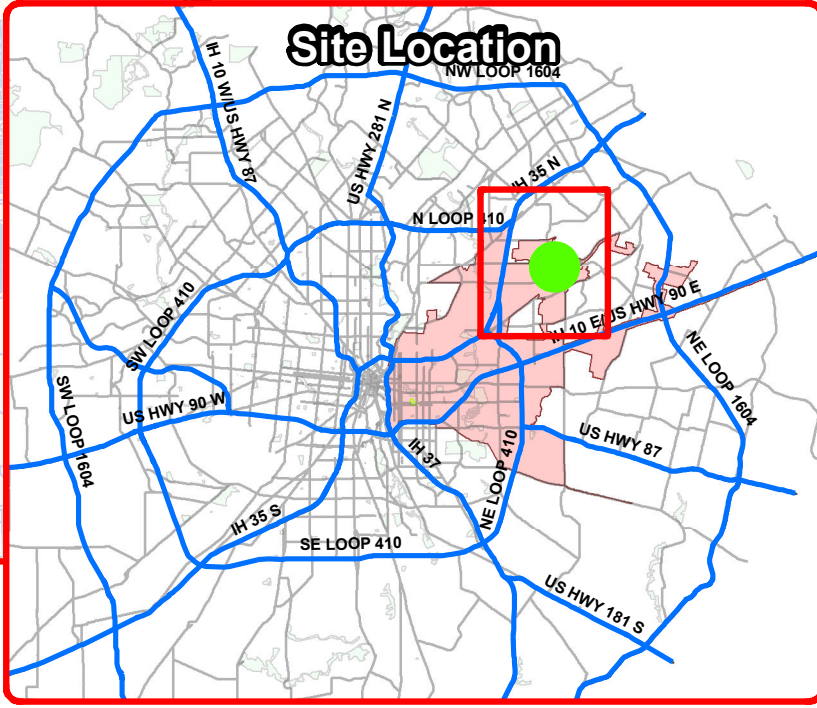 Site Location
NW LOOP 1604
IH 10 W/US HWY 87
US HWY 281 N
IH 35 N
N LOOP 410
SW LOOP 410
IH 10 E/US HWY 90 E
NE LOOP 1604
SW LOOP 1604
US HWY 90 W
US HWY 87
IH 37
NE LOOP 410
IH 35 S
SE LOOP 410
US HWY 181 S